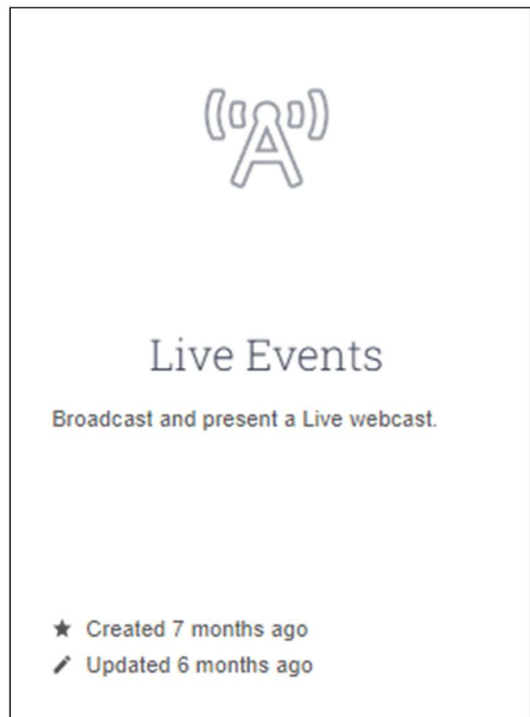 Live Events
Broadcast and present a Live webcast.
Created 7 months ago
Updated 6 months ago